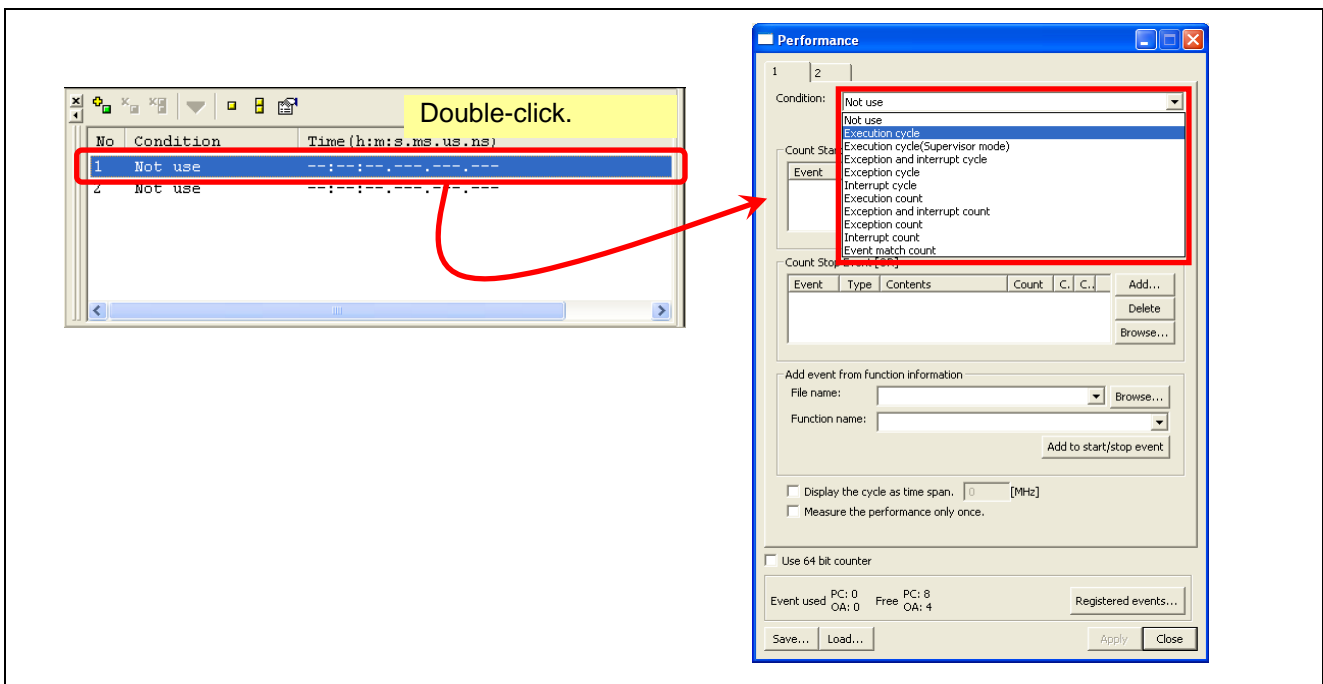 Double-click.
No Condition Time(h:m:s.ms.us.ns)
1 Not use --:--:--.---.---.---
2 Not use --:--:--.---.---.---
Performance
1 2
Condition: Not use
Not use
Execution cycle
Execution cycle(Supervisor mode)
Exception and interrupt cycle
Exception cycle
Interrupt cycle
Execution count
Exception and interrupt count
Exception count
Interrupt count
Event match count
Count Sta
Event
Count Stop Event [OR]
Event Type Contents Count C. C.. Add...
Delete
Browse...
Add event from function information
File name: Browse...
Function name:
Add to start/stop event
Display the cycle as time span. 0 [MHz]
Measure the performance only once.
Use 64 bit counter
Event used PC: 0 Free PC: 8
OA: 0 OA: 4
Registered events...
Save... Load... Apply Close